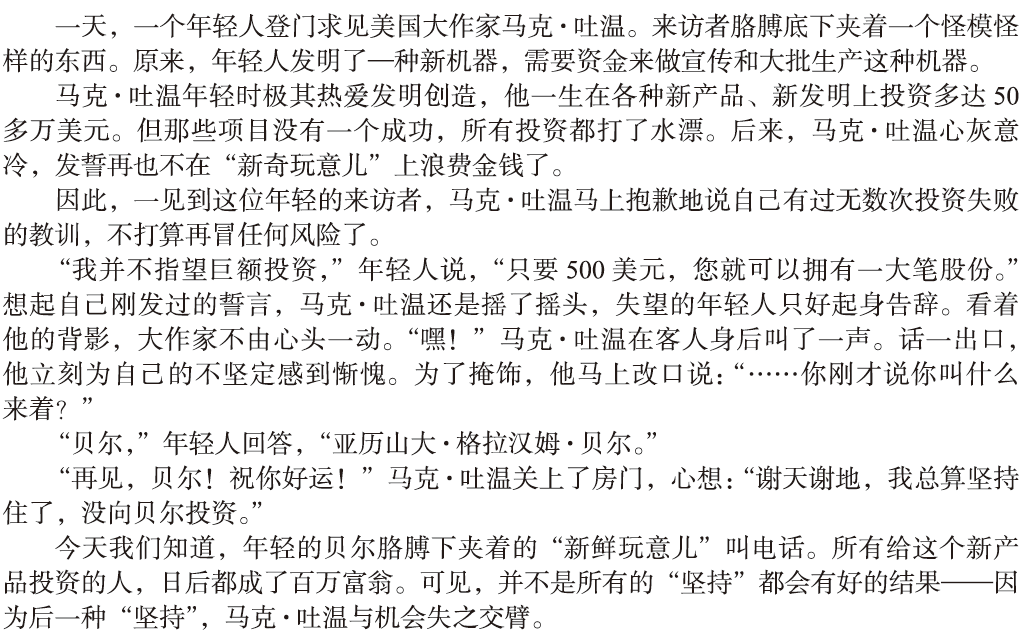 一天，一个年轻人登门求见美国大作家马克·吐温。来访者胳膊底下夹着一个怪模怪
样的东西。原来，年轻人发明了一种新机器，需要资金来做宣传和大批生产这种机器。
马克·吐温年轻时极其热爱发明创造，他一生在各种新产品、新发明上投资多达 50
多万美元。但那些项目没有一个成功，所有投资都打了水漂。后来，马克·吐温心灰意
冷，发誓再也不在“新奇玩意儿”上浪费金钱了。
因此，一见到这位年轻的来访者，马克·吐温马上抱歉地说自己有过无数次投资失败
的教训，不打算再冒任何风险了。
“我并不指望巨额投资，”年轻人说，“只要 500 美元，您就可以拥有一大笔股份。”
想起自己刚发过的誓言，马克·吐温还是摇了摇头，失望的年轻人只好起身告辞。看着
他的背影，大作家不由心头一动。“嘿！”马克·吐温在客人身后叫了一声。话一出口，
他立刻为自己的不坚定感到惭愧。为了掩饰，他马上改口说：“……你刚才说你叫什么
来着？”
“贝尔，”年轻人回答，“亚历山大·格拉汉姆·贝尔。”
“再见，贝尔！祝你好运！”马克·吐温关上了房门，心想：“谢天谢地，我总算坚持
住了，没向贝尔投资。”
今天我们知道，年轻的贝尔胳膊下夹着的“新鲜玩意儿”叫电话。所有给这个新产
品投资的人，日后都成了百万富翁。可见，并不是所有的“坚持”都会有好的结果——因
为后一种“坚持”，马克·吐温与机会失之交臂。